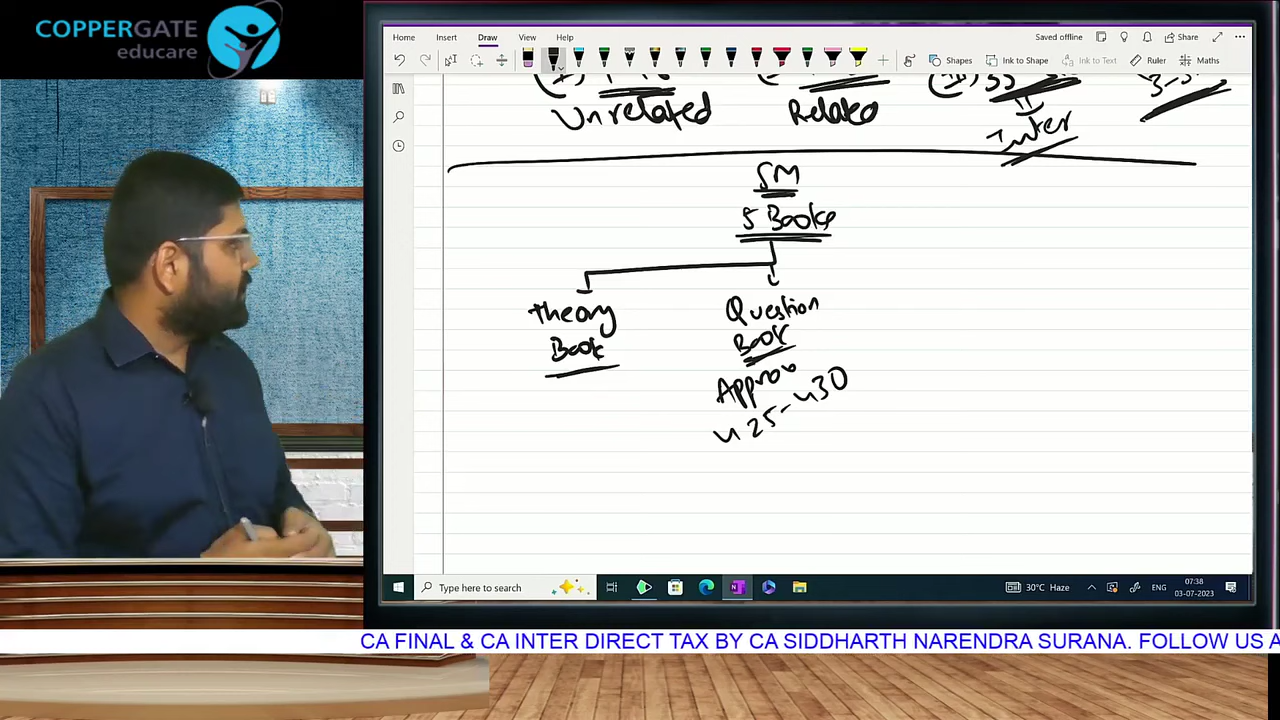 COPPERGATE
educare
Home Insert Draw View Help
Saved offline
Share
Shapes Ink to Shape Ink to Text Ruler Maths
Unrelated
Related
Inter
SM
5 Books
Theory
Book
Question
Book
Approx
425-430
Type here to search
30°C Haze
ENG
07:38
03-07-2023
CA FINAL & CA INTER DIRECT TAX BY CA SIDDHARTH NARENDRA SURANA. FOLLOW US A